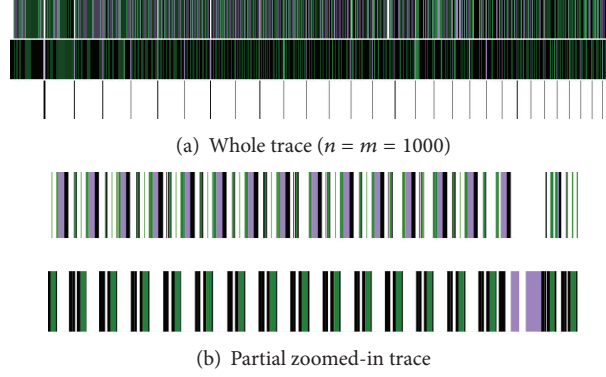 (a) Whole trace (n = m = 1000)
(b) Partial zoomed-in trace